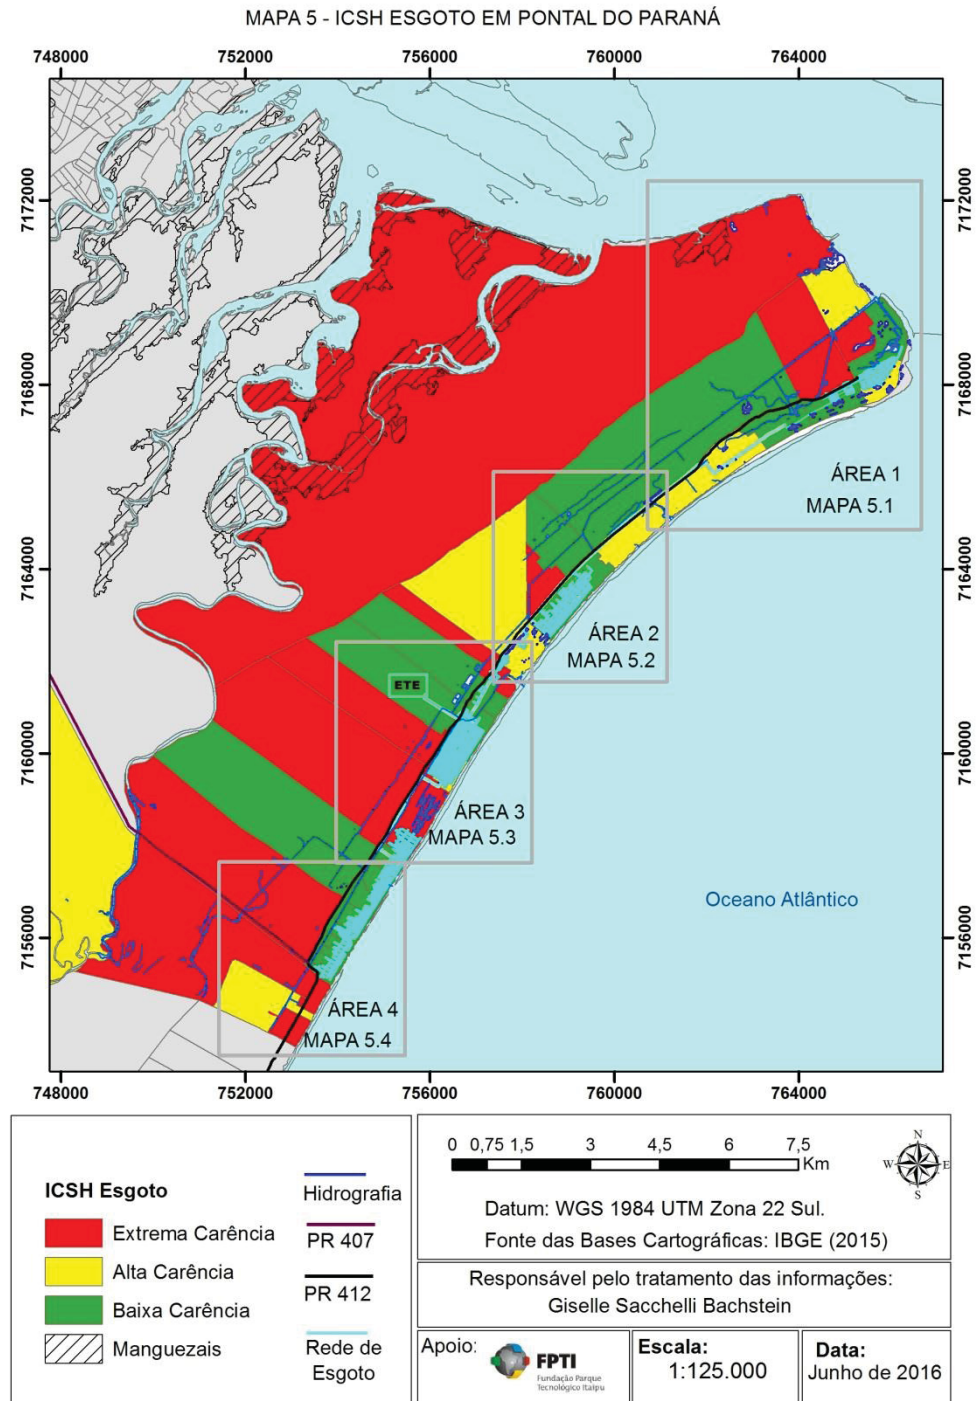 MAPA 5 - ICSH ESGOTO EM PONTAL DO PARANÁ
748000 752000 756000 760000 764000
7172000 7172000
7168000 7168000
ÁREA 1
MAPA 5.1
7164000 7164000
ÁREA 2
MAPA 5.2
ETE
7160000 7160000
ÁREA 3
MAPA 5.3
Oceano Atlântico
7156000 7156000
ÁREA 4
MAPA 5.4
748000 752000 756000 760000 764000
ICSH Esgoto
Extrema Carência
Alta Carência
Baixa Carência
Manguezais
Hidrografia
PR 407
PR 412
Rede de
Esgoto
0 0,75 1,5 3 4,5 6 7,5
Km
N
W E
S
Datum: WGS 1984 UTM Zona 22 Sul.
Fonte das Bases Cartográficas: IBGE (2015)
Responsável pelo tratamento das informações:
Giselle Sacchelli Bachstein
Apoio:
FPTI
Fundação Parque
Tecnológico Itaipu
Escala:
1:125.000
Data:
Junho de 2016